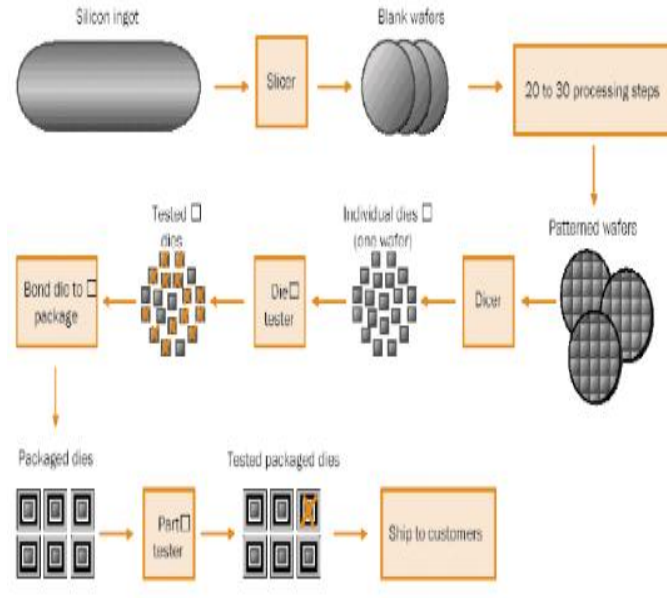 Silicon ingot
Slicer
Blank wafers
20 to 30 processing steps
Tested □
dies
Individual dies □
(one wafer)
Patterned wafers
Bond die to □
package
Die□
tester
Dicer
Packaged dies
Tested packaged dies
Part□
tester
Ship to customers